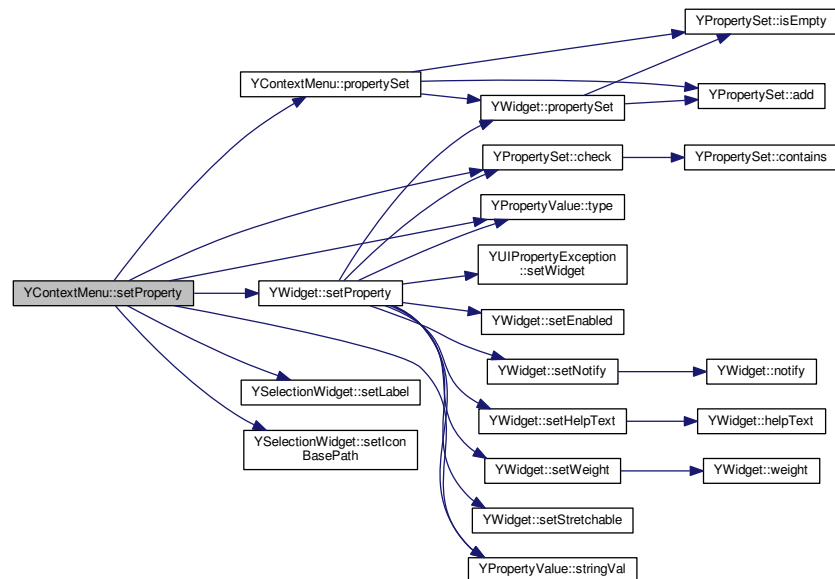 YPropertySet::isEmpty
YContextMenu::propertySet
YPropertySet::add
YWidget::propertySet
YPropertySet::check
YPropertySet::contains
YPropertyValue::type
YUIPropertyException
::setWidget
YContextMenu::setProperty
YWidget::setProperty
YWidget::setEnabled
YWidget::setNotify
YWidget::notify
YSelectionWidget::setLabel
YWidget::setHelpText
YWidget::helpText
YSelectionWidget::setIcon
BasePath
YWidget::setWeight
YWidget::weight
YWidget::setStretchable
YPropertyValue::stringVal